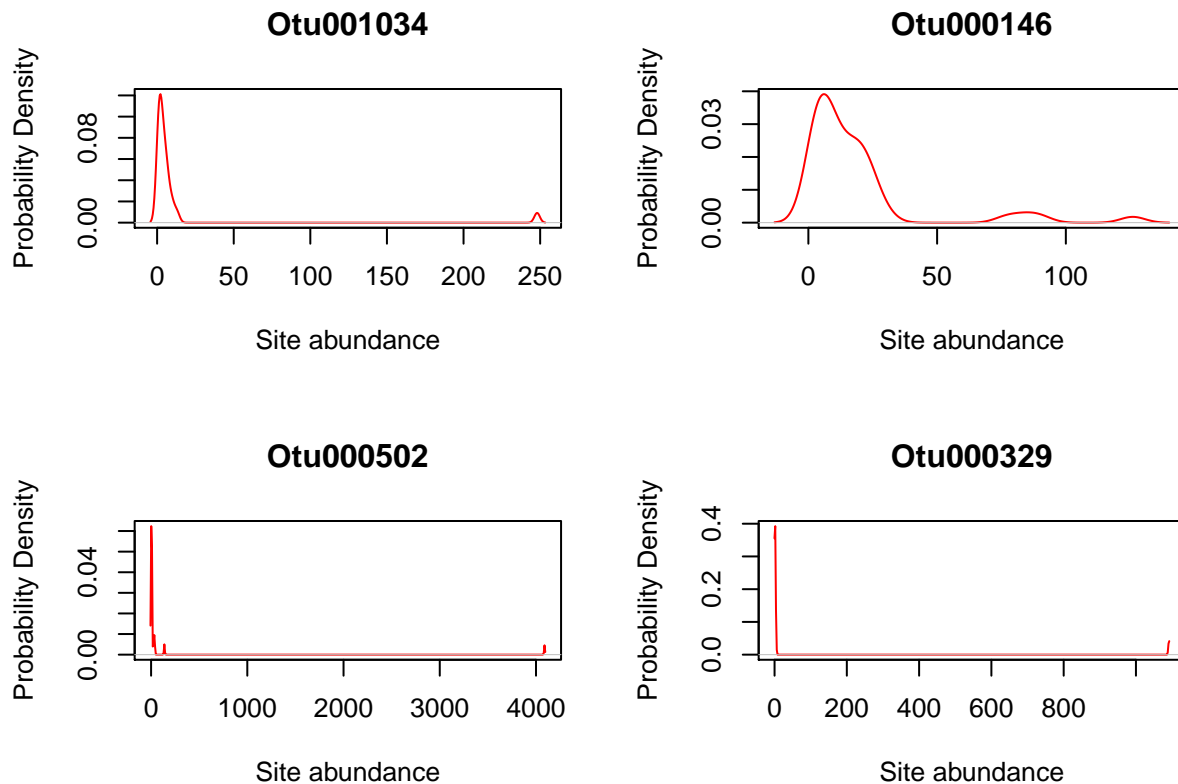 Otu001034
Probability Density
0.00 0.08
0 50 100 150 200 250
Site abundance
Otu000146
Probability Density
0.00 0.03
0 50 100
Site abundance
Otu000502
Probability Density
0.00 0.04
0 1000 2000 3000 4000
Site abundance
Otu000329
Probability Density
0.0 0.2 0.4
0 200 400 600 800
Site abundance